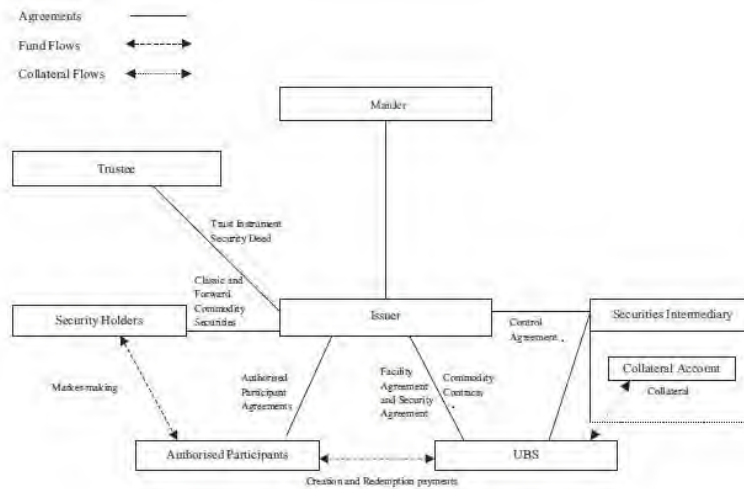 Agreements
Fund Flows
Collateral Flows
Manler
Trustee
Trust Instrument
Security Deed
Classic and
Forward
Commodity
Securities
Security Holders
Issuer
Control
Agreement
Securities Intermediary
Collateral Account
Collateral
Market-making
Authorised
Participant
Agreements
Facility
Agreement
and Security
Agreement
Commodity
Contracts
Authorised Participants
UBS
Creation and Redemption payments